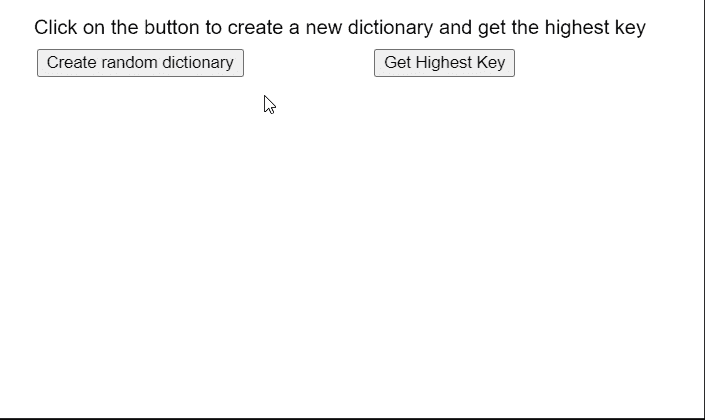 Click on the button to create a new dictionary and get the highest key
Create random dictionary Get Highest Key